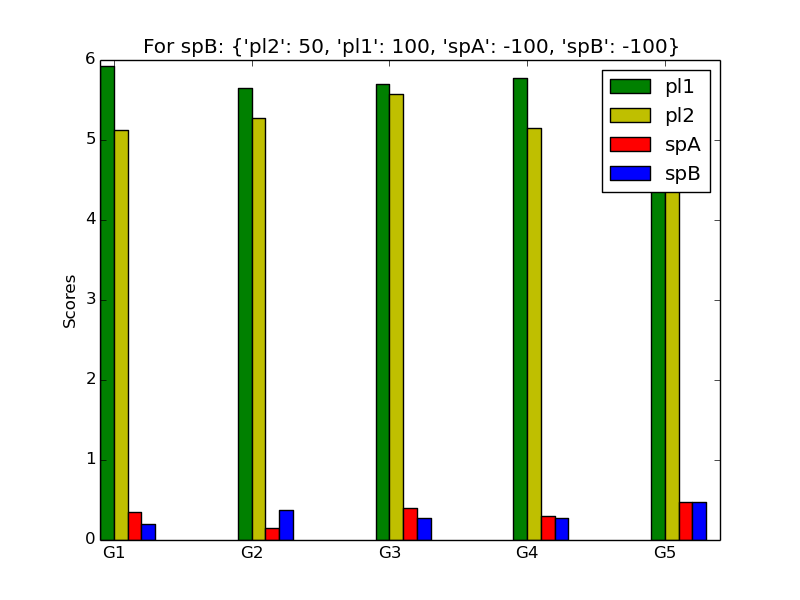 For spB: {'pl2': 50, 'pl1': 100, 'spA': -100, 'spB': -100}
6
5
4
3
2
1
0
Scores
pl1
pl2
spA
spB
G1 G2 G3 G4 G5